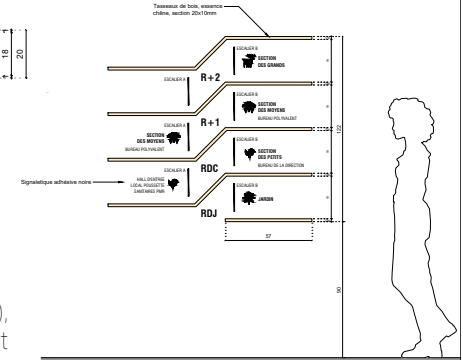 Tasseaux de bois, essence
chêne, section 20x10mm
18
20
ESCALIER B
SECTION
DES GRANDS
ESCALIER A
R+2
ESCALIER B
SECTION
DES MOYENS
BUREAU POLYVALENT
R+1
ESCALIER A
SECTION
DES MOYENS
BUREAU POLYVALENT
ESCALIER B
SECTION
DES PETITS
BUREAU DE LA DIRECTION
RDC
ESCALIER A
Signaletique adhésive noire
HALL D'ENTREE
LOCAL POUSSETTE
SANITAIRES PMR
ESCALIER B
JARDIN
RDJ
122
57
90
),
t